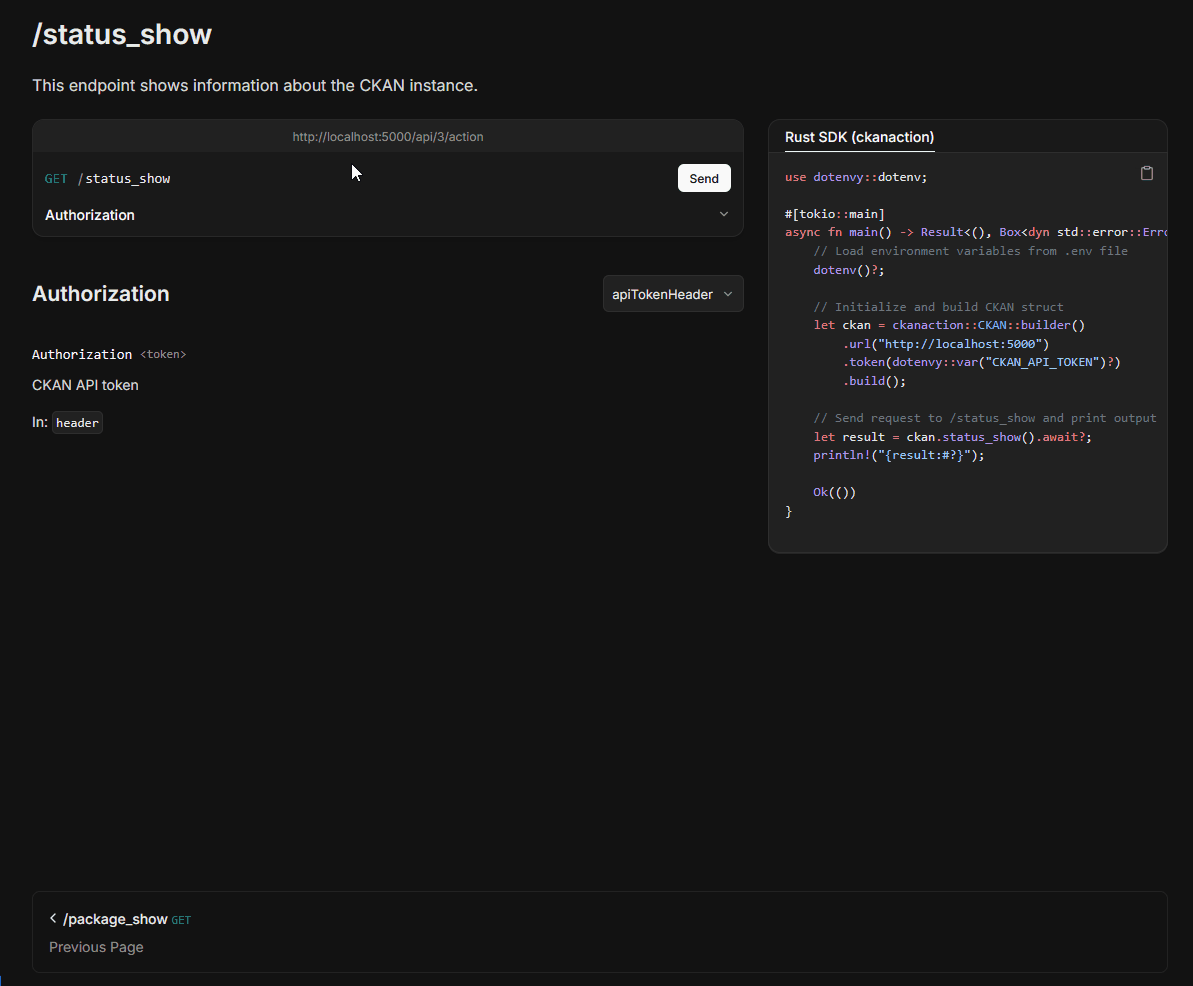 /status_show
This endpoint shows information about the CKAN instance.
http://localhost:5000/api/3/action
GET /status_show
Send
Authorization
Authorization
apiTokenHeader
Authorization <token>
CKAN API token
In: header
Rust SDK (ckanaction)
use dotenvy::dotenv;
#[tokio::main]
async fn main() -> Result<(), Box<dyn std::error::Erro
    // Load environment variables from .env file
    dotenv()?;
    // Initialize and build CKAN struct
    let ckan = ckanaction::CKAN::builder()
        .url("http://localhost:5000")
        .token(dotenvy::var("CKAN_API_TOKEN")?)
        .build();
    // Send request to /status_show and print output
    let result = ckan.status_show().await?;
    println!("{result:#?}");
    Ok(())
}
/package_show GET
Previous Page